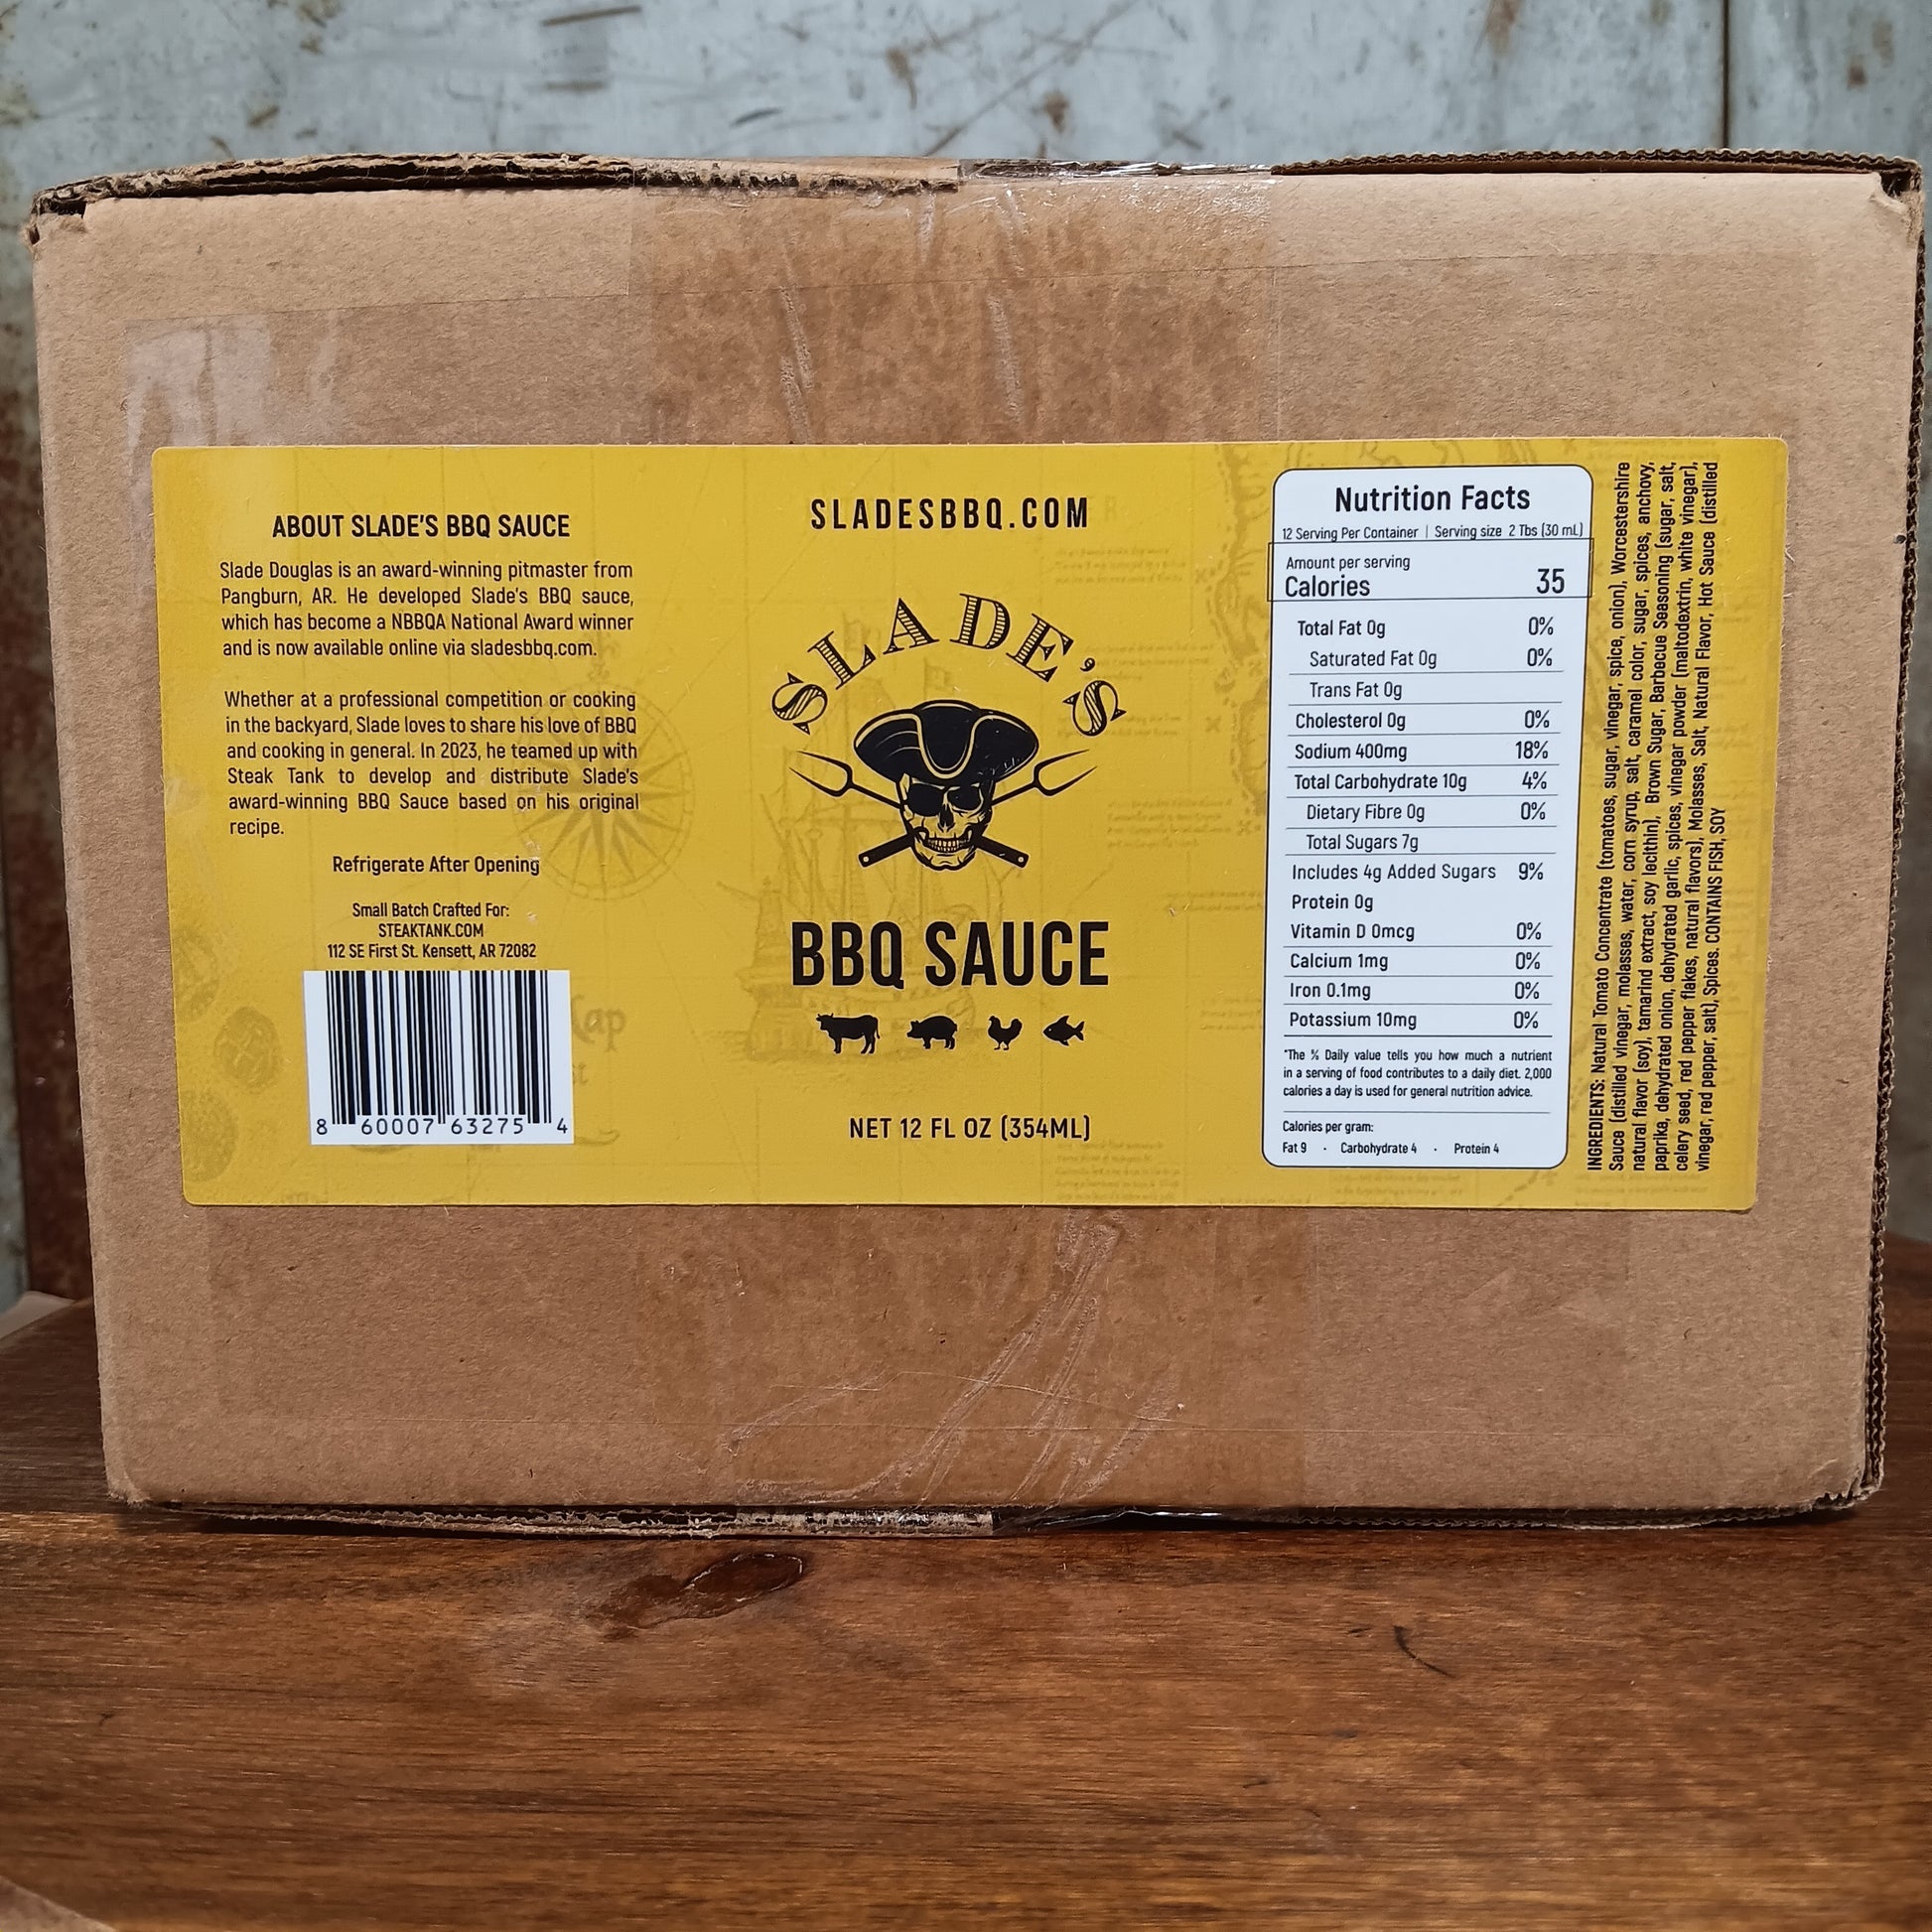 ABOUT SLADE'S BBQ SAUCE
Slade Douglas is an award-winning pitmaster from
Pangburn, AR. He developed Slade's BBQ sauce,
which has become a NBBQA National Award winner
and is now available online via sladesbbq.com.
Whether at a professional competition or cooking
in the backyard, Slade loves to share his love of BBQ
and cooking in general. In 2023, he teamed up with
Steak Tank to develop and distribute Slade's
award-winning BBQ Sauce based on his original
recipe.
Refrigerate After Opening
Small Batch Crafted For:
STEAKTANK.COM
112 SE First St. Kensett, AR 72082
8 60007 63275 4
SLADESBBQ.COM
SLADE'S
BBQ SAUCE
NET 12 FL OZ (354ML)
Nutrition Facts
12 Serving Per Container | Serving size 2 Tbs (30 mL)
Amount per serving
Calories 35
Total Fat 0g 0%
Saturated Fat 0g 0%
Trans Fat 0g
Cholesterol 0g 0%
Sodium 400mg 18%
Total Carbohydrate 10g 4%
Dietary Fibre 0g 0%
Total Sugars 7g
Includes 4g Added Sugars 9%
Protein 0g
Vitamin D 0mcg 0%
Calcium 1mg 0%
Iron 0.1mg 0%
Potassium 10mg 0%
*The % Daily value tells you how much a nutrient
in a serving of food contributes to a daily diet. 2,000
calories a day is used for general nutrition advice.
Calories per gram:
Fat 9 · Carbohydrate 4 · Protein 4
INGREDIENTS: Natural Tomato Concentrate (tomatoes, sugar, vinegar, spice, onion), Worcestershire
Sauce (distilled vinegar, molasses, water, corn syrup, salt, caramel color, sugar, spices, anchovy,
natural flavor (soy), tamarind extract, soy lecithin), Brown Sugar, Barbecue Seasoning (sugar, salt,
paprika, dehydrated onion, dehydrated garlic, spices, vinegar powder (maltodextrin, white vinegar),
celery seed, red pepper flakes, natural flavors), Molasses, Salt, Natural Flavor, Hot Sauce (distilled
vinegar, red pepper, salt), Spices. CONTAINS FISH, SOY